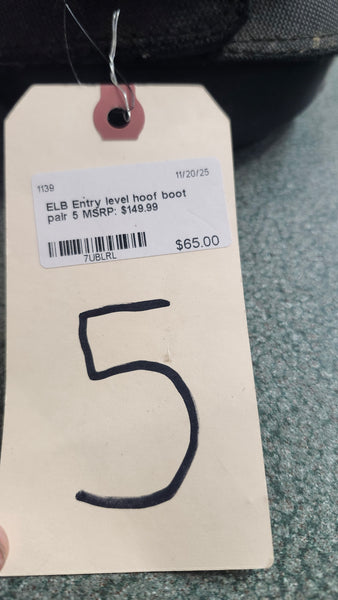 1139 11/20/25
ELB Entry level hoof boot
pair 5 MSRP: $149.99
7UBLRL $65.00
5